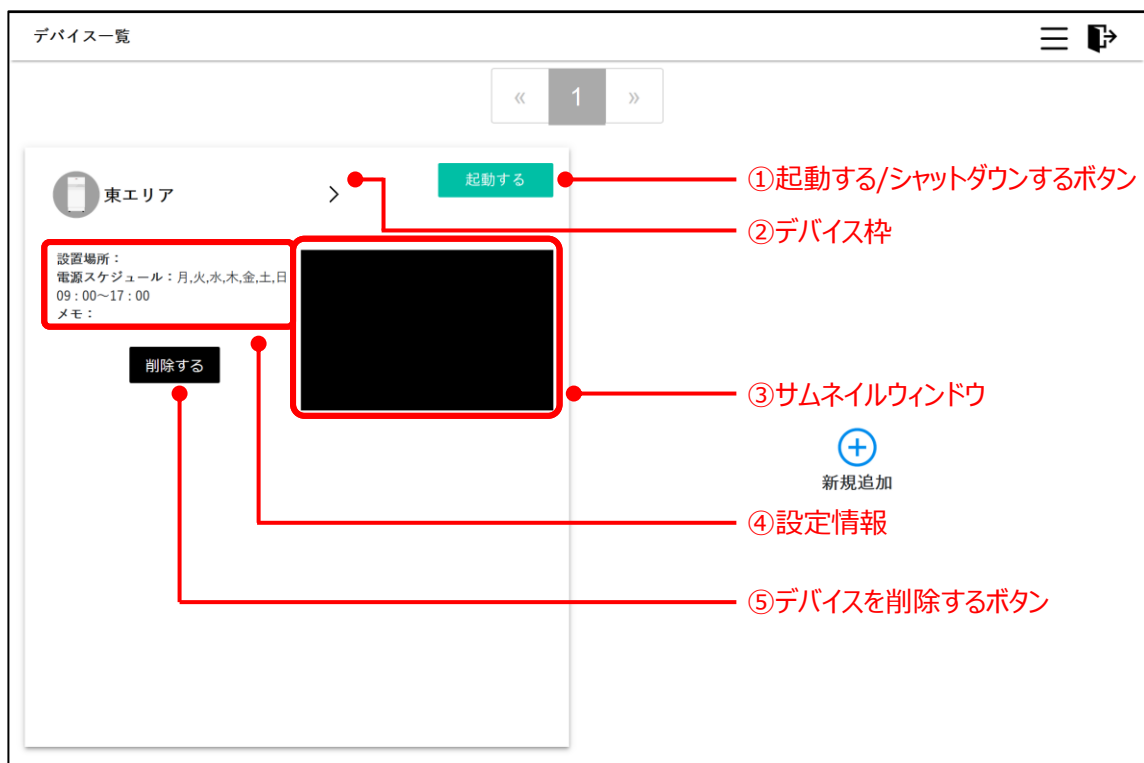 デバイス一覧
« 1 »
東エリア
起動する
①起動する/シャットダウンするボタン
②デバイス枠
設置場所：
電源スケジュール：月,火,水,木,金,土,日
09：00～17：00
メモ：
削除する
③サムネイルウィンドウ
新規追加
④設定情報
⑤デバイスを削除するボタン